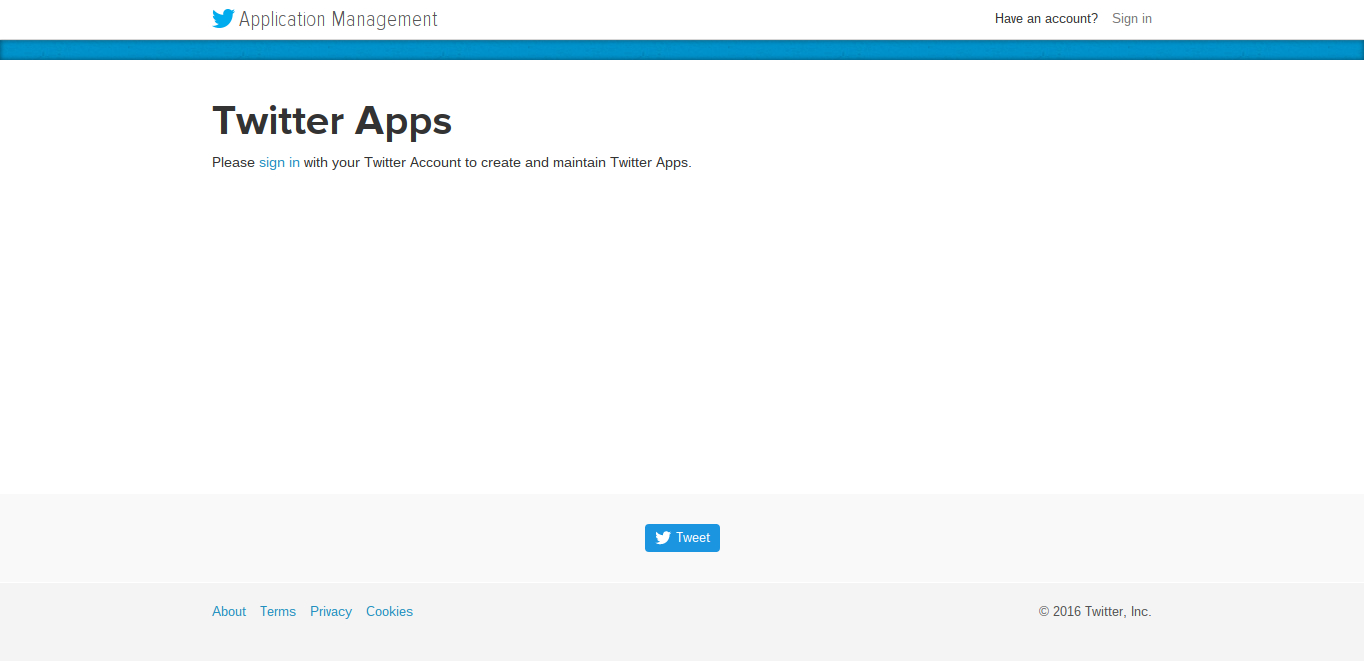 Application Management
Have an account? Sign in
Twitter Apps
Please sign in with your Twitter Account to create and maintain Twitter Apps.
Tweet
About Terms Privacy Cookies
© 2016 Twitter, Inc.